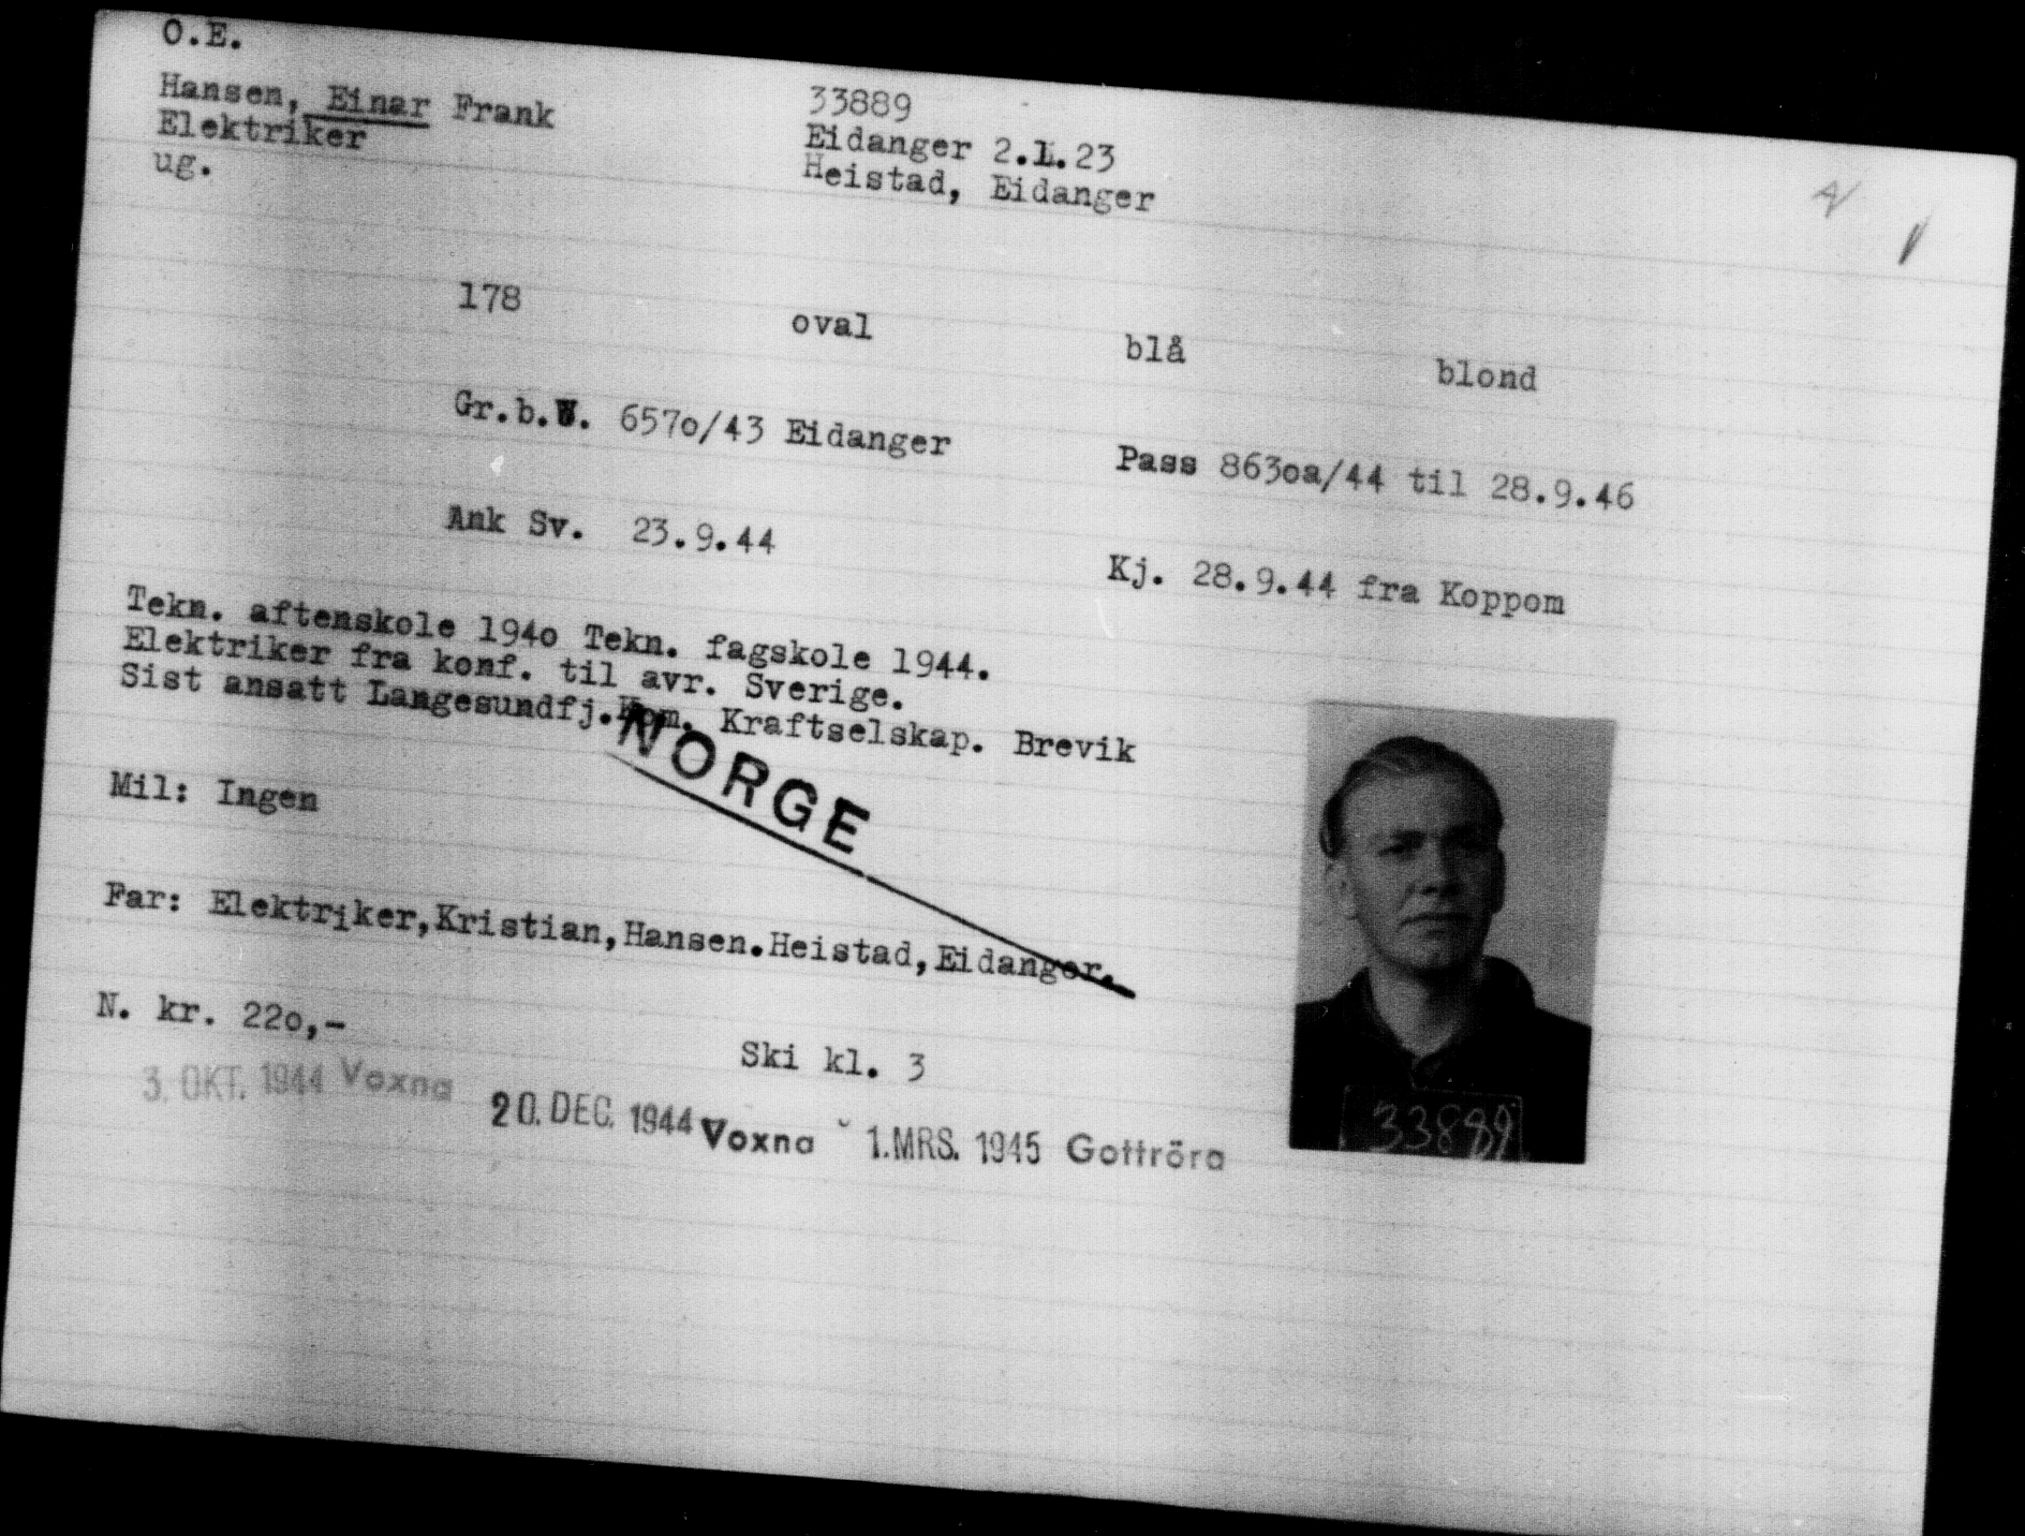 O.E.
Hansen, Einar Frank
Elektriker
ug.
33889
Eidanger 2.1.23
Heistad, Eidanger
178 oval blå blond
Gr.b.W. 657o/43 Eidanger Pass 863oa/44 til 28.9.46
Ank Sv. 23.9.44 Kj. 28.9.44 fra Koppom
Tekn. aftenskole 194o Tekn. fagskole 1944.
Elektriker fra konf. til avr. Sverige.
Sist ansatt Langesundfj.Kom. Kraftselskap. Brevik
NORGE
Mil: Ingen
Far: Elektriker,Kristian,Hansen.Heistad,Eidanger.
N. kr. 22o,-
Ski kl. 3
3. OKT. 1944 Voxna
20. DEC. 1944 Voxna
1. MRS. 1945 Gottröra
33889